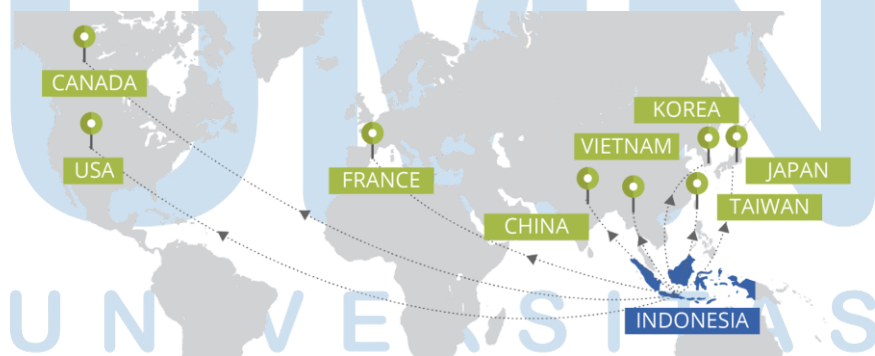 UMN
CANADA
KOREA
USA
VIETNAM
FRANCE
JAPAN
TAIWAN
CHINA
INDONESIA
UNIVERSITAS